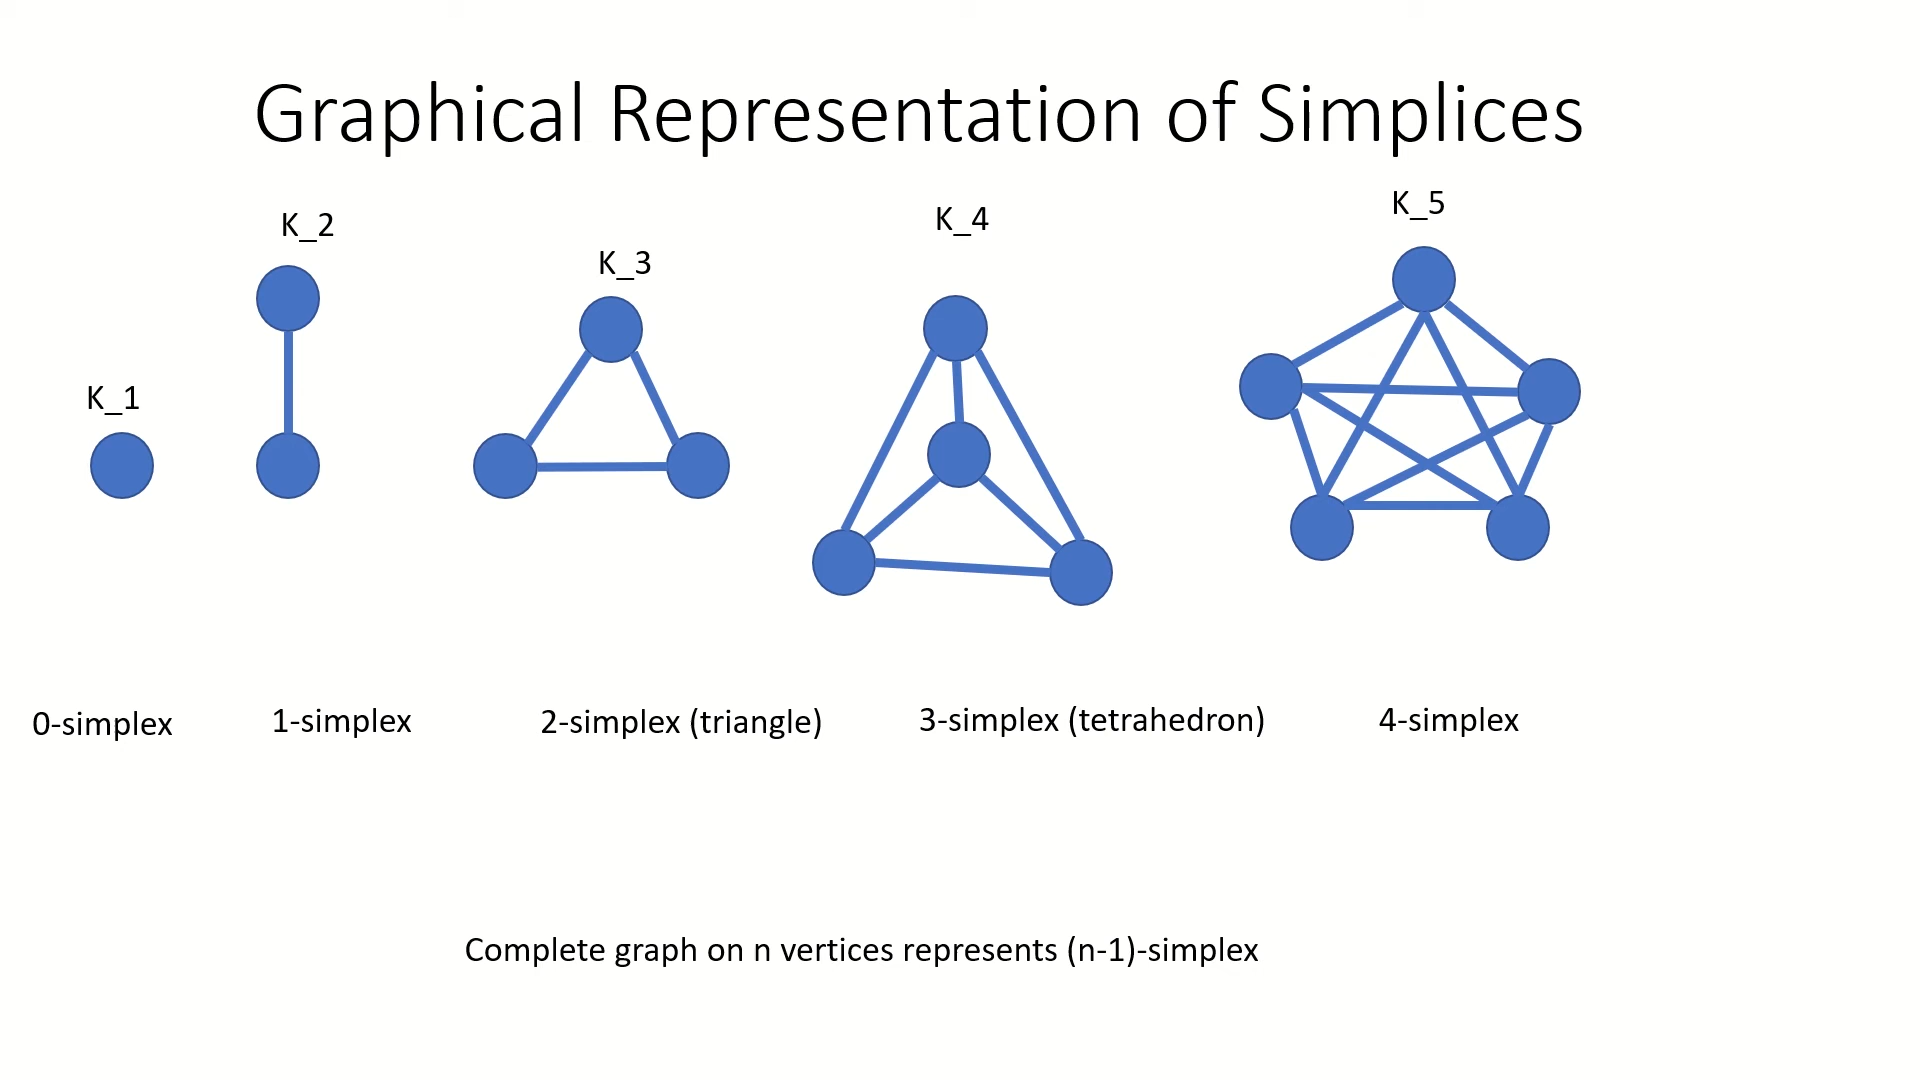 Graphical Representation of Simplices
K_1
K_2
K_3
K_4
K_5
0-simplex
1-simplex
2-simplex (triangle)
3-simplex (tetrahedron)
4-simplex
Complete graph on n vertices represents (n-1)-simplex